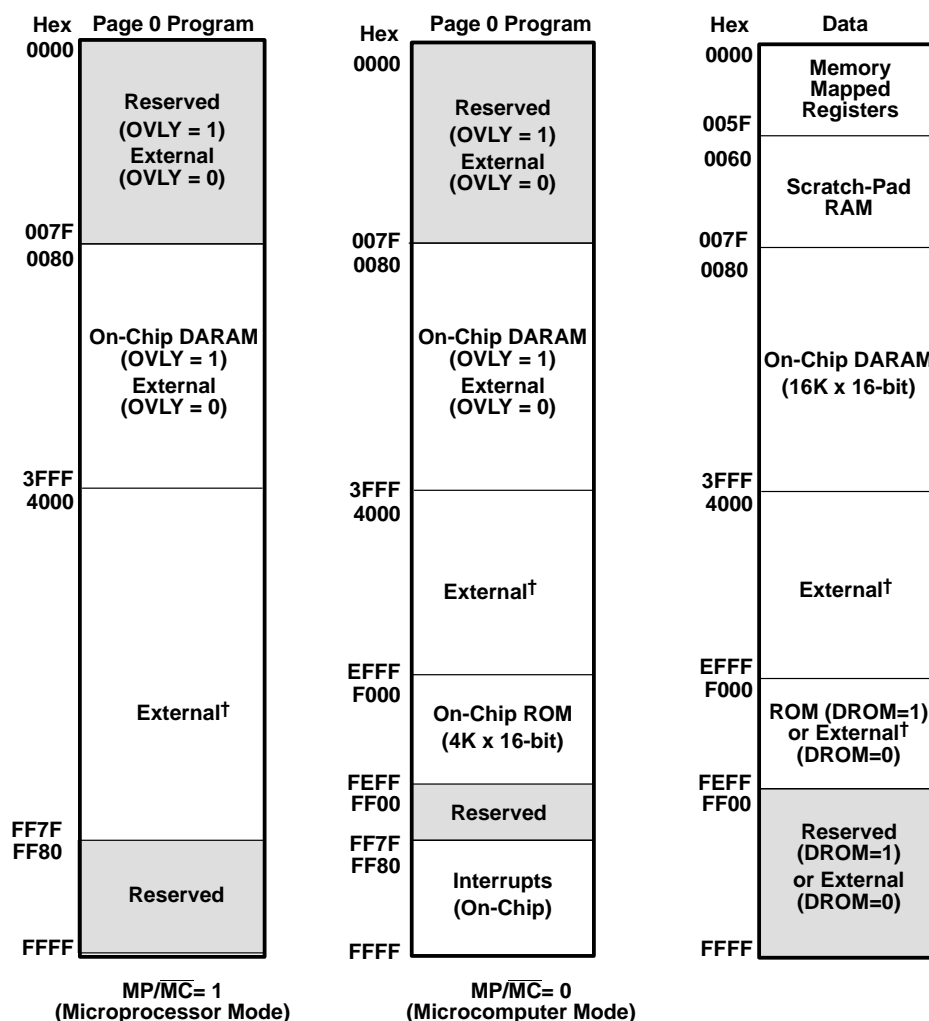 Hex Page 0 Program
0000
Reserved
(OVLY = 1)
External
(OVLY = 0)
007F
0080
On-Chip DARAM
(OVLY = 1)
External
(OVLY = 0)
3FFF
4000
External†
FF7F
FF80
Reserved
FFFF
MP/MC= 1
(Microprocessor Mode)
Hex Page 0 Program
0000
Reserved
(OVLY = 1)
External
(OVLY = 0)
007F
0080
On-Chip DARAM
(OVLY = 1)
External
(OVLY = 0)
3FFF
4000
External†
EFFF
F000
On-Chip ROM
(4K x 16-bit)
FEFF
FF00
Reserved
FF7F
FF80
Interrupts
(On-Chip)
FFFF
MP/MC= 0
(Microcomputer Mode)
Hex Data
0000
Memory
Mapped
Registers
005F
0060
Scratch-Pad
RAM
007F
0080
On-Chip DARAM
(16K x 16-bit)
3FFF
4000
External†
EFFF
F000
ROM (DROM=1)
or External†
(DROM=0)
FEFF
FF00
Reserved
(DROM=1)
or External
(DROM=0)
FFFF